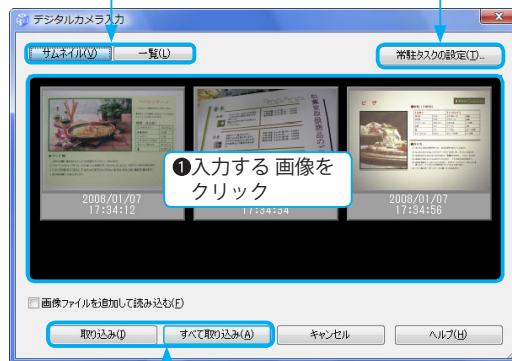 デジタルカメラ入力
サムネイル(V)
一覧(L)
常駐タスクの設定(T)...
ピザ
❶入力する 画像を
クリック
2008/01/07
17:34:12
17:34:34
2008/01/07
17:34:56
画像ファイルを追加して読み込む(F)
取り込み(I)
すべて取り込み(A)
キャンセル
ヘルプ(H)